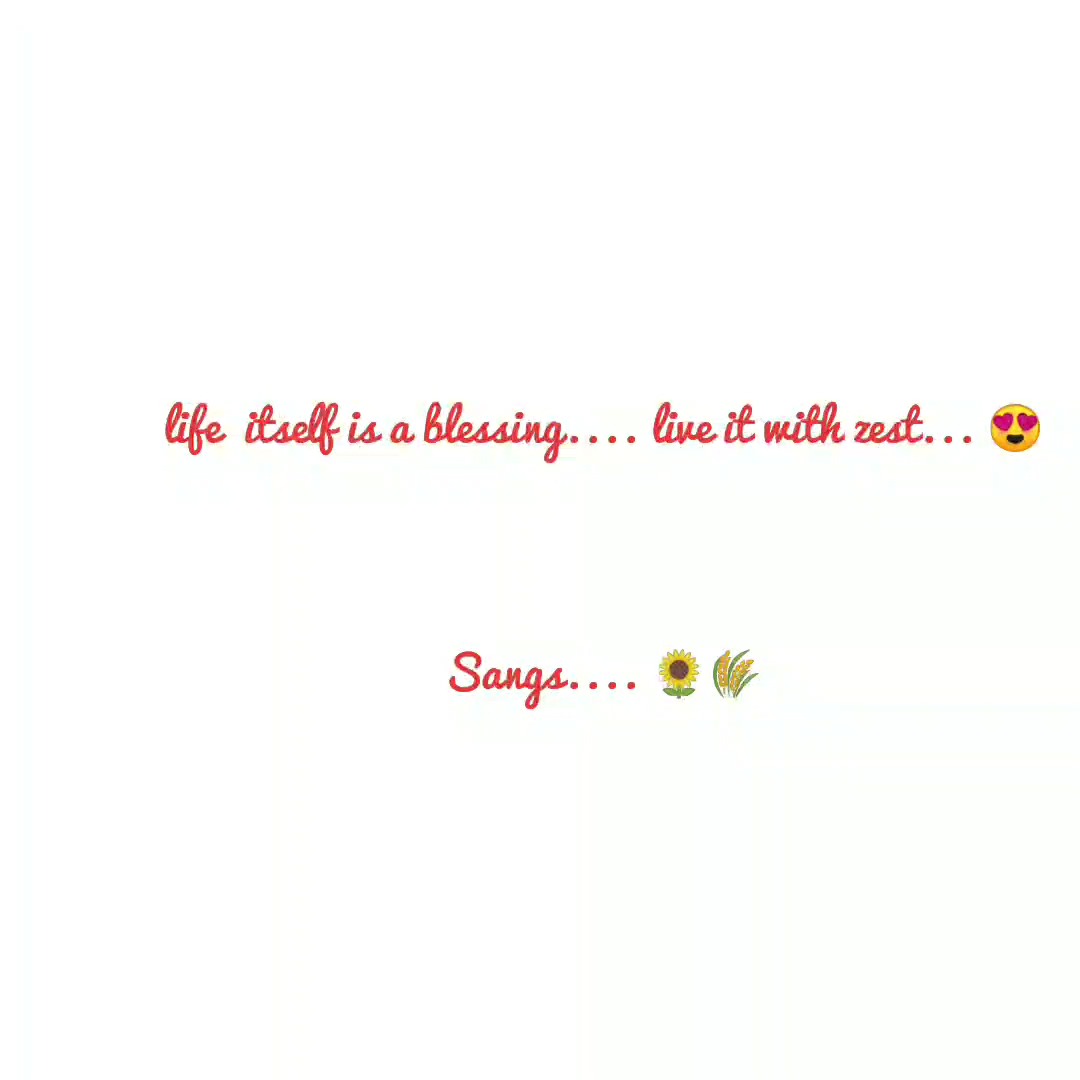 life  itself is a blessing.... live it with zest... 😍
Sangs.... 🌻🌾